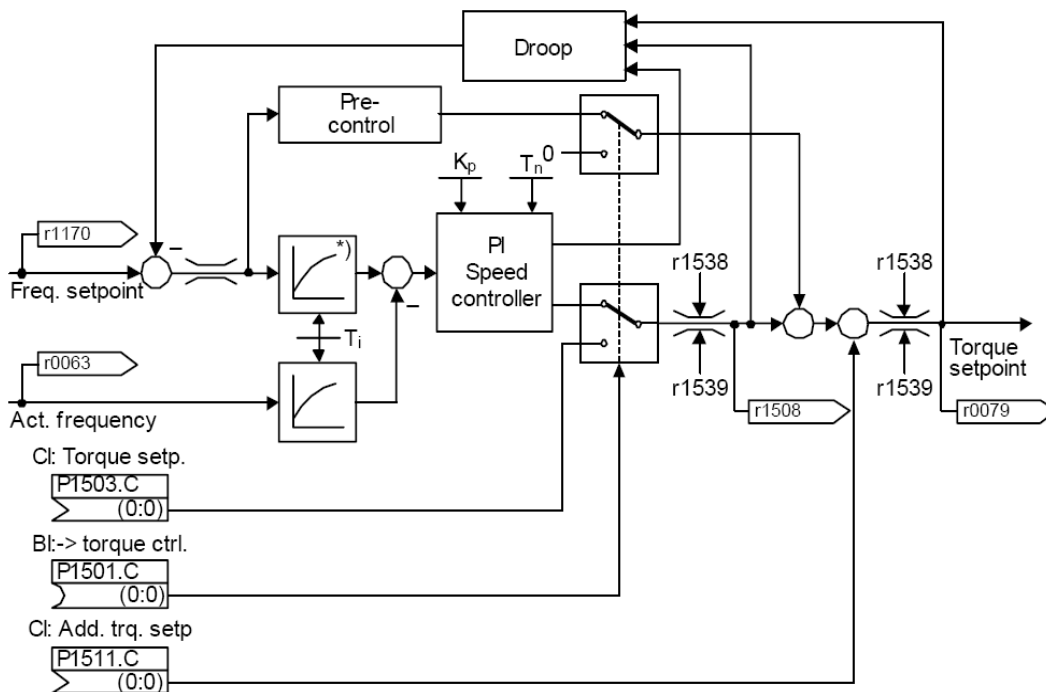 Droop
Pre-
control
0
Kp
Tn
r1170
*)
PI
Speed
controller
r1538
r1538
Freq. setpoint
Ti
r0063
r1539
r1539
Torque
setpoint
Act. frequency
r1508
r0079
CI: Torque setp.
P1503.C
(0:0)
BI:-> torque ctrl.
P1501.C
(0:0)
CI: Add. trq. setp
P1511.C
(0:0)